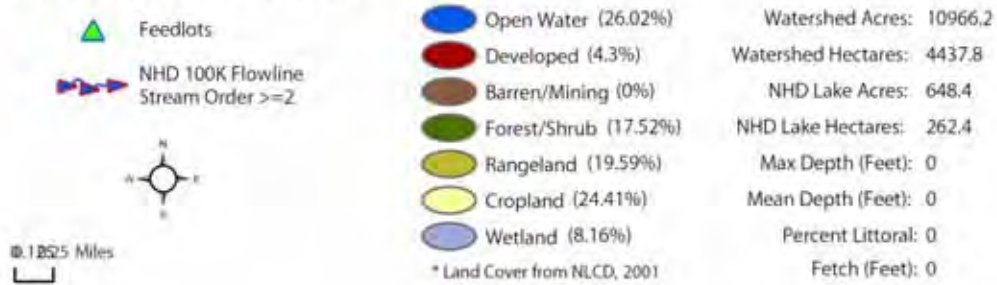 Feedlots
NHD 100K Flowline
Stream Order >=2
N
E
S
Miles
Open Water (26.02%)
Developed (4.3%)
Barren/Mining (0%)
Forest/Shrub (17.52%)
Rangeland (19.59%)
Cropland (24.41%)
Wetland (8.16%)
* Land Cover from NLCD, 2001
Watershed Acres: 10966.2
Watershed Hectares: 4437.8
NHD Lake Acres: 648.4
NHD Lake Hectares: 262.4
Max Depth (Feet): 0
Mean Depth (Feet): 0
Percent Littoral: 0
Fetch (Feet): 0